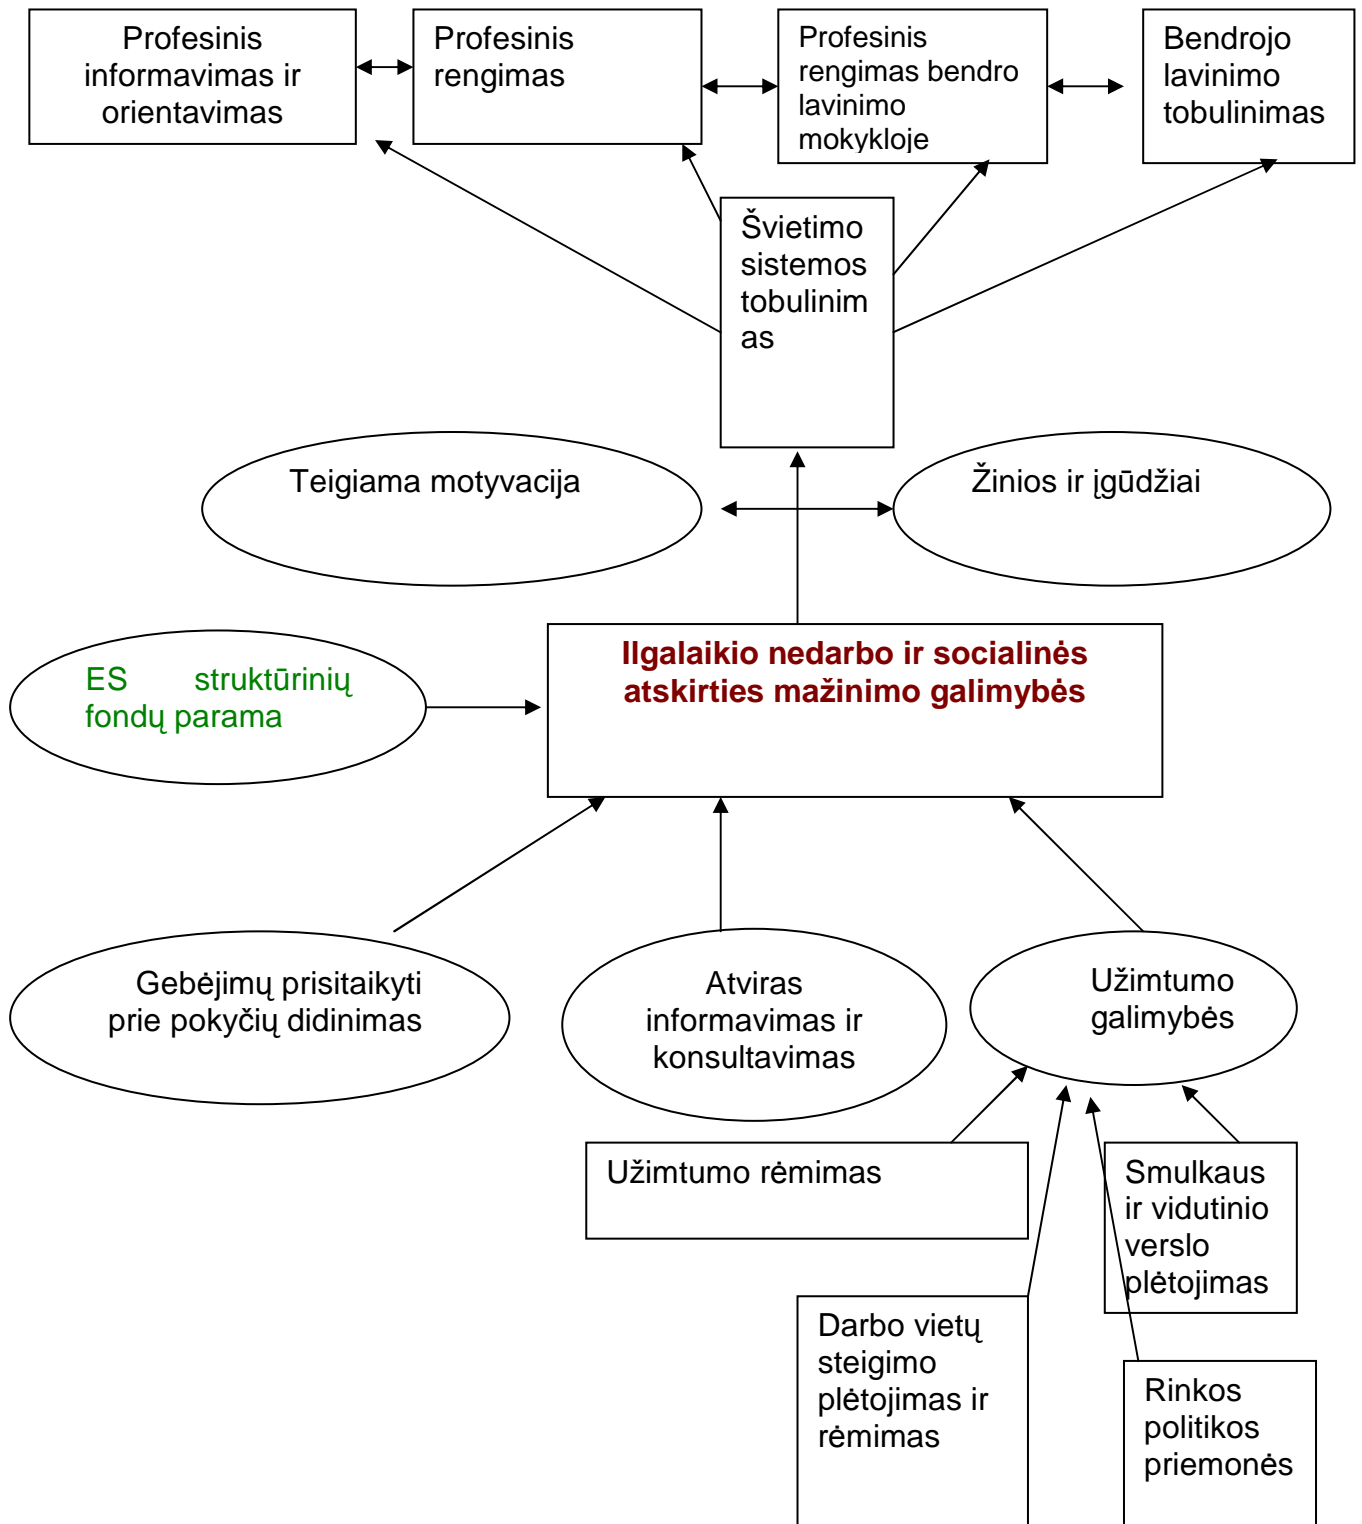 Profesinis
informavimas ir
orientavimas
Profesinis
rengimas
Profesinis
rengimas bendro
lavinimo
mokykloje
Bendrojo
lavinimo
tobulinimas
Švietimo
sistemos
tobulinim
as
Teigiama motyvacija
Žinios ir įgūdžiai
ES struktūrinių
fondų parama
Ilgalaikio nedarbo ir socialinės
atskirties mažinimo galimybės
Gebėjimų prisitaikyti
prie pokyčių didinimas
Atviras
informavimas ir
konsultavimas
Užimtumo
galimybės
Užimtumo rėmimas
Smulkaus
ir vidutinio
verslo
plėtojimas
Darbo vietų
steigimo
plėtojimas ir
rėmimas
Rinkos
politikos
priemonės